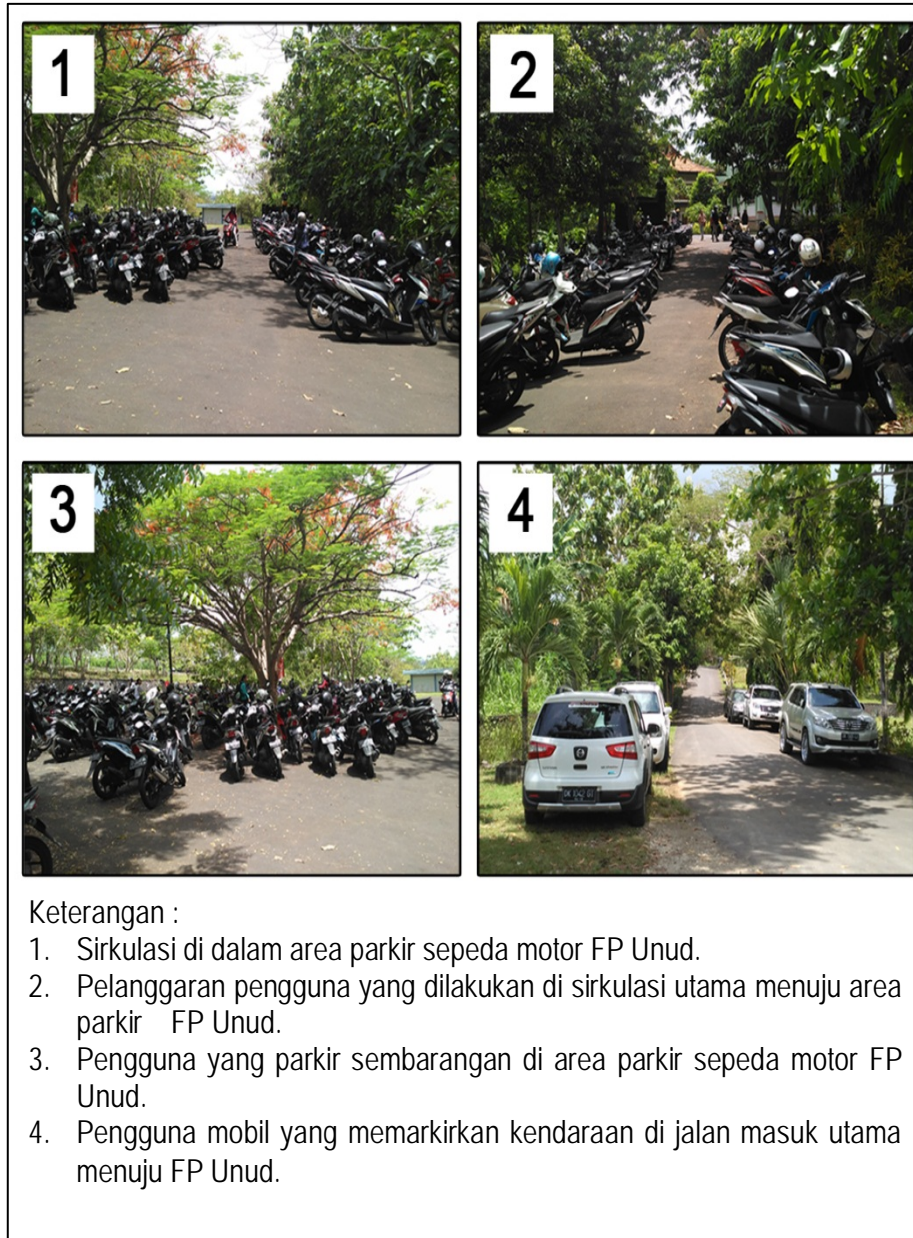 1
2
3
4
Keterangan :
1. Sirkulasi di dalam area parkir sepeda motor FP Unud.
2. Pelanggaran pengguna yang dilakukan di sirkulasi utama menuju area
parkir FP Unud.
3. Pengguna yang parkir sembarangan di area parkir sepeda motor FP
Unud.
4. Pengguna mobil yang memarkirkan kendaraan di jalan masuk utama
menuju FP Unud.